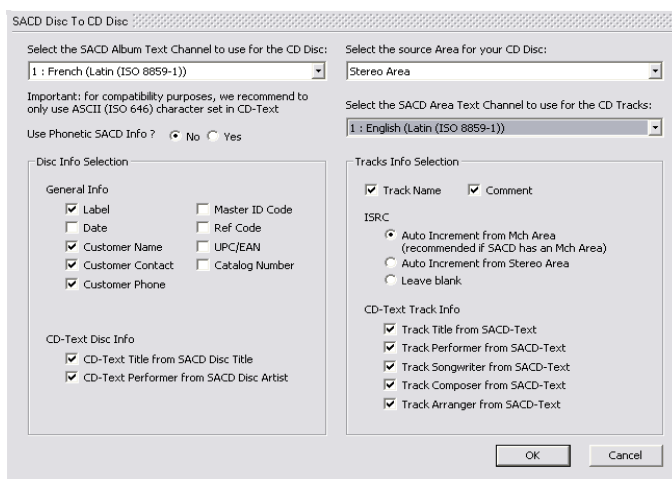 SACD Disc To CD Disc
Select the SACD Album Text Channel to use for the CD Disc:
1 : French (Latin (ISO 8859-1))
Important: for compatibility purposes, we recommend to
only use ASCII (ISO 646) character set in CD-Text
Use Phonetic SACD Info ? No Yes
Disc Info Selection
General Info
Label
Date
Customer Name
Customer Contact
Customer Phone
Master ID Code
Ref Code
UPC/EAN
Catalog Number
CD-Text Disc Info
CD-Text Title from SACD Disc Title
CD-Text Performer from SACD Disc Artist
Select the source Area for your CD Disc:
Stereo Area
Select the SACD Area Text Channel to use for the CD Tracks:
1 : English (Latin (ISO 8859-1))
Tracks Info Selection
Track Name Comment
ISRC
Auto Increment from Mch Area
(recommended if SACD has an Mch Area)
Auto Increment from Stereo Area
Leave blank
CD-Text Track Info
Track Title from SACD-Text
Track Performer from SACD-Text
Track Songwriter from SACD-Text
Track Composer from SACD-Text
Track Arranger from SACD-Text
OK Cancel